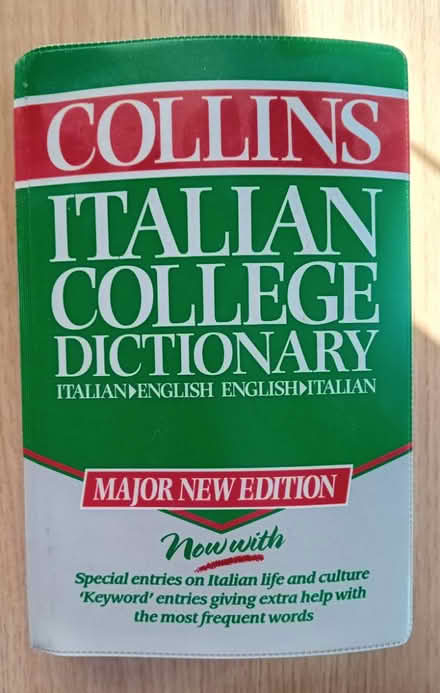 COLLINS
ITALIAN
COLLEGE
DICTIONARY
ITALIAN▶ENGLISH ENGLISH▶ITALIAN
MAJOR NEW EDITION
Now with
Special entries on Italian life and culture
‘Keyword’ entries giving extra help with
the most frequent words